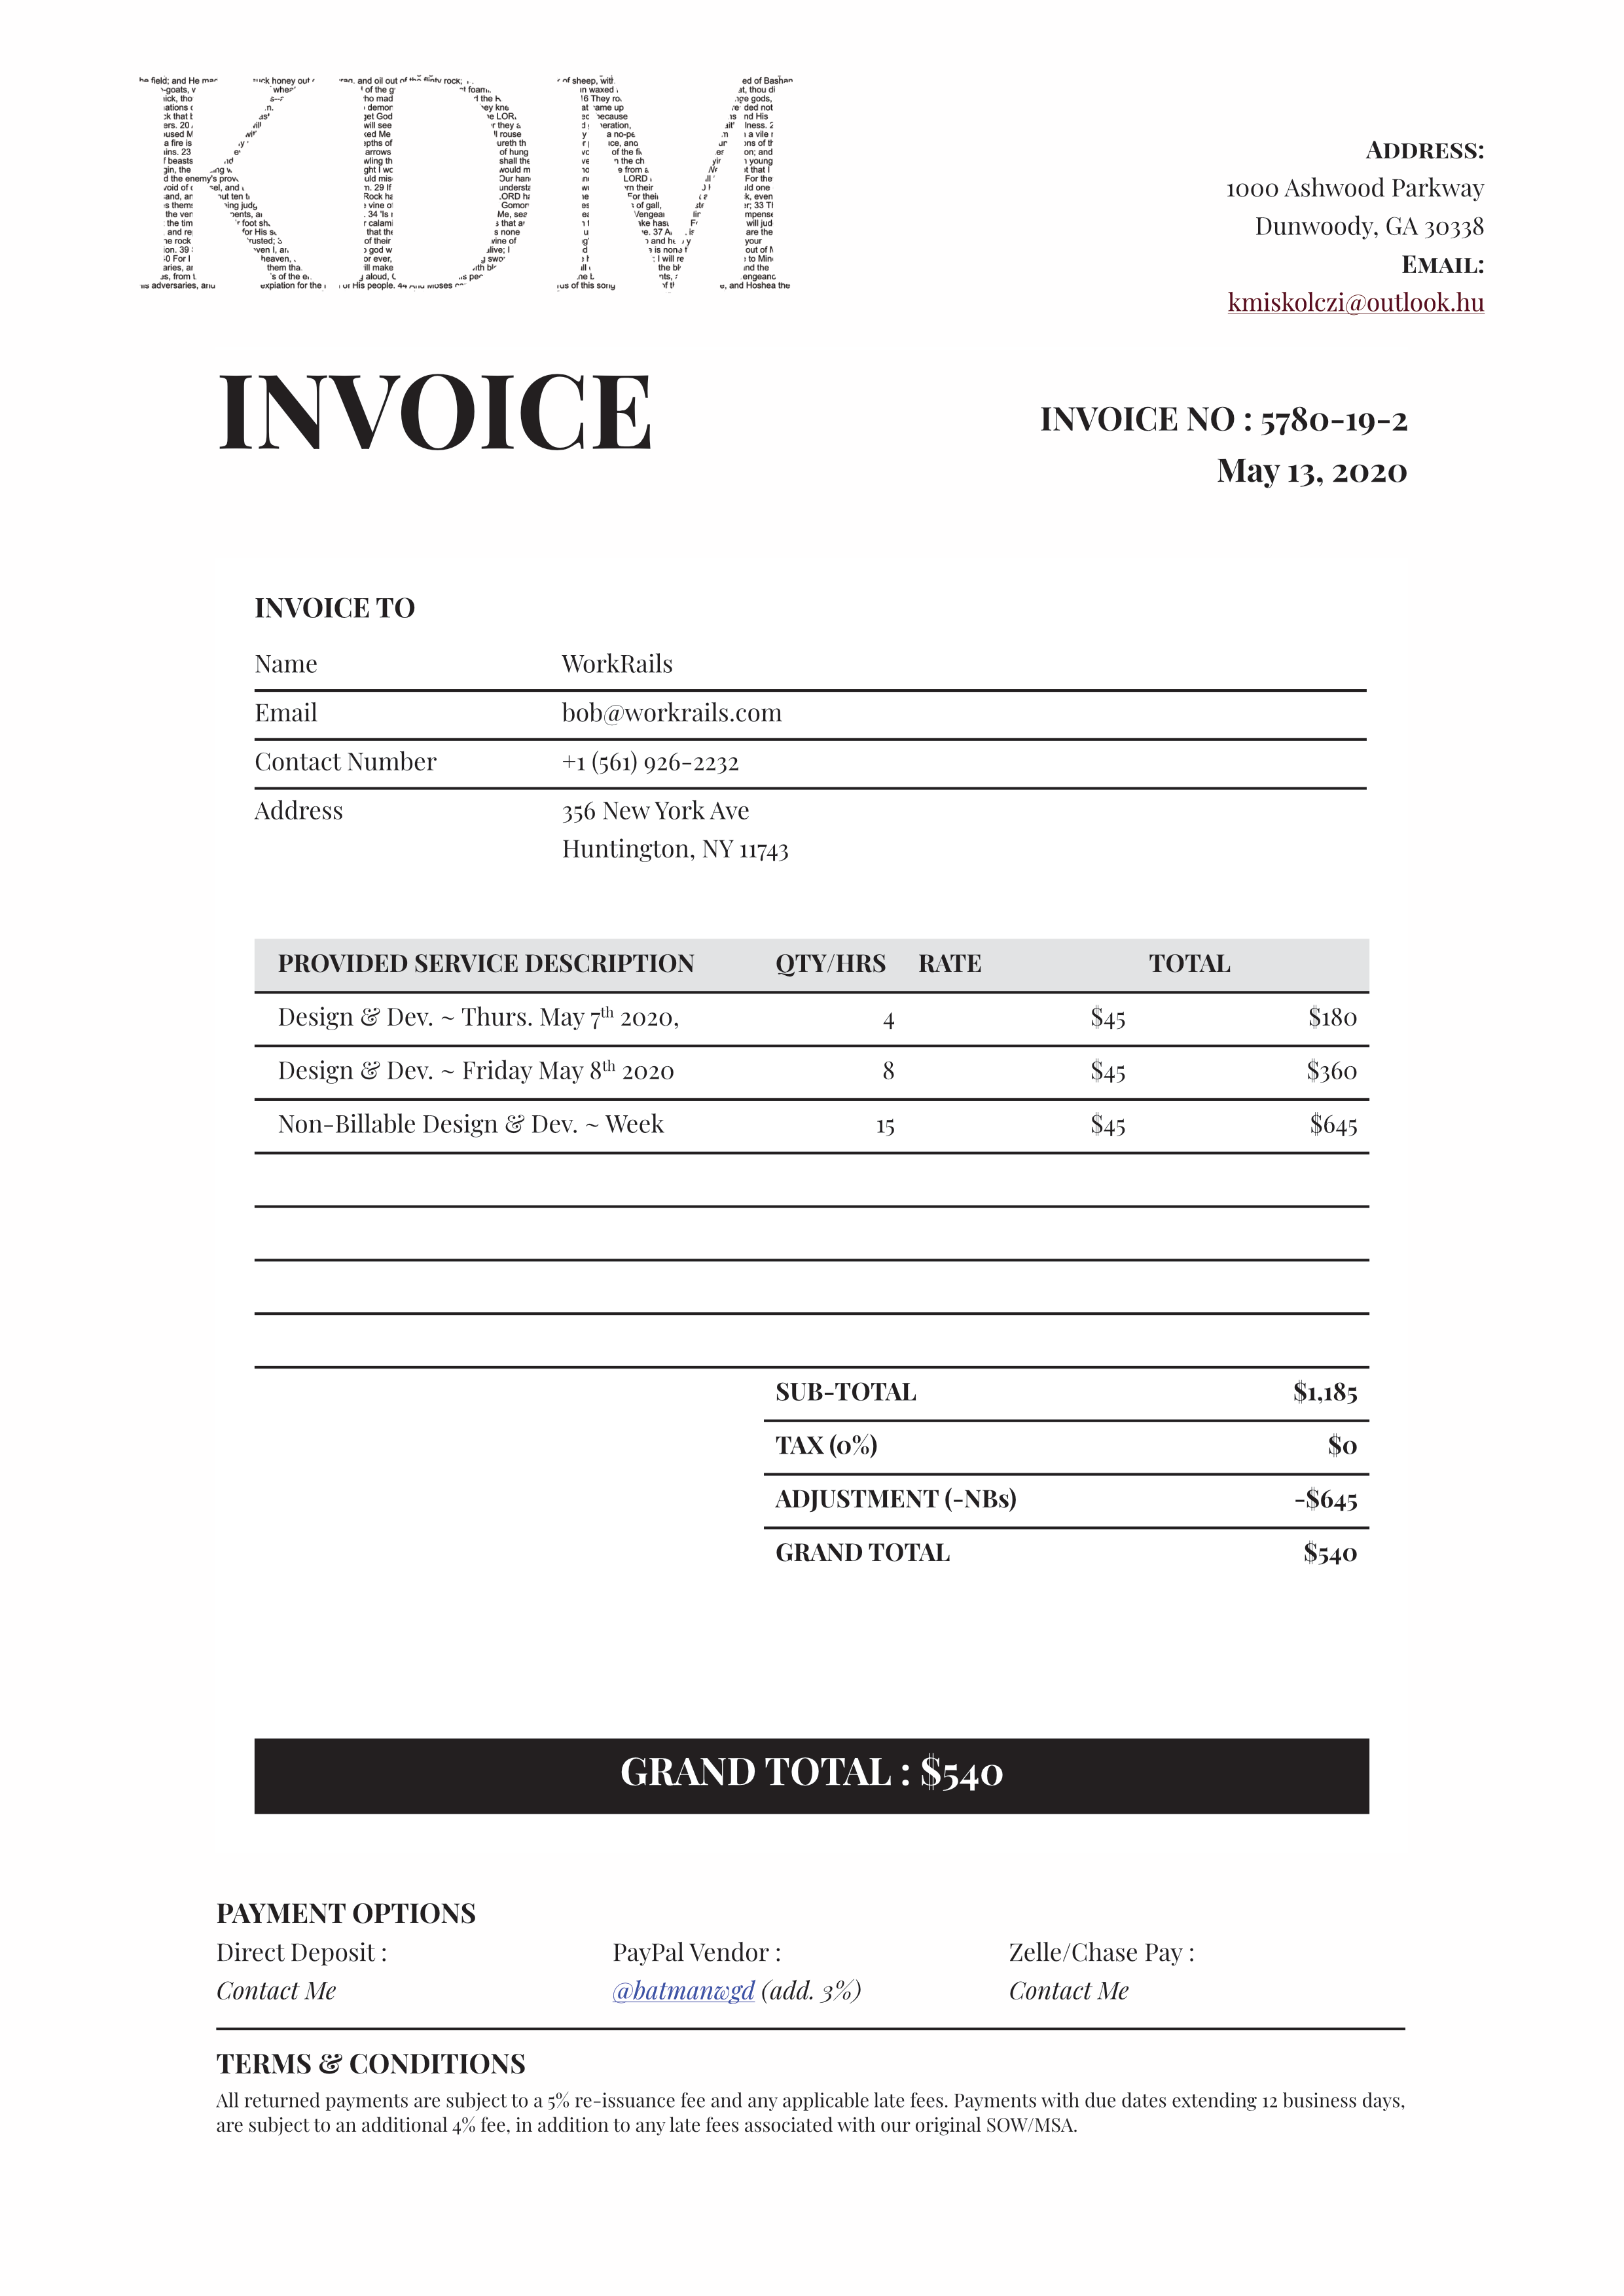 KDM
ADDRESS:
1000 Ashwood Parkway
Dunwoody, GA 30338
EMAIL:
kmiskolczi@outlook.hu
INVOICE
INVOICE NO : 5780-19-2
May 13, 2020
INVOICE TO
Name WorkRails
Email bob@workrails.com
Contact Number +1 (561) 926-2232
Address 356 New York Ave
Huntington, NY 11743
PROVIDED SERVICE DESCRIPTION QTY/HRS RATE TOTAL
Design & Dev. ~ Thurs. May 7th 2020, 4 $45 $180
Design & Dev. ~ Friday May 8th 2020 8 $45 $360
Non-Billable Design & Dev. ~ Week 15 $45 $645
SUB-TOTAL $1,185
TAX (0%) $0
ADJUSTMENT (-NBs) -$645
GRAND TOTAL $540
GRAND TOTAL : $540
PAYMENT OPTIONS
Direct Deposit : PayPal Vendor : Zelle/Chase Pay :
Contact Me @batmanwgd (add. 3%) Contact Me
TERMS & CONDITIONS
All returned payments are subject to a 5% re-issuance fee and any applicable late fees. Payments with due dates extending 12 business days,
are subject to an additional 4% fee, in addition to any late fees associated with our original SOW/MSA.